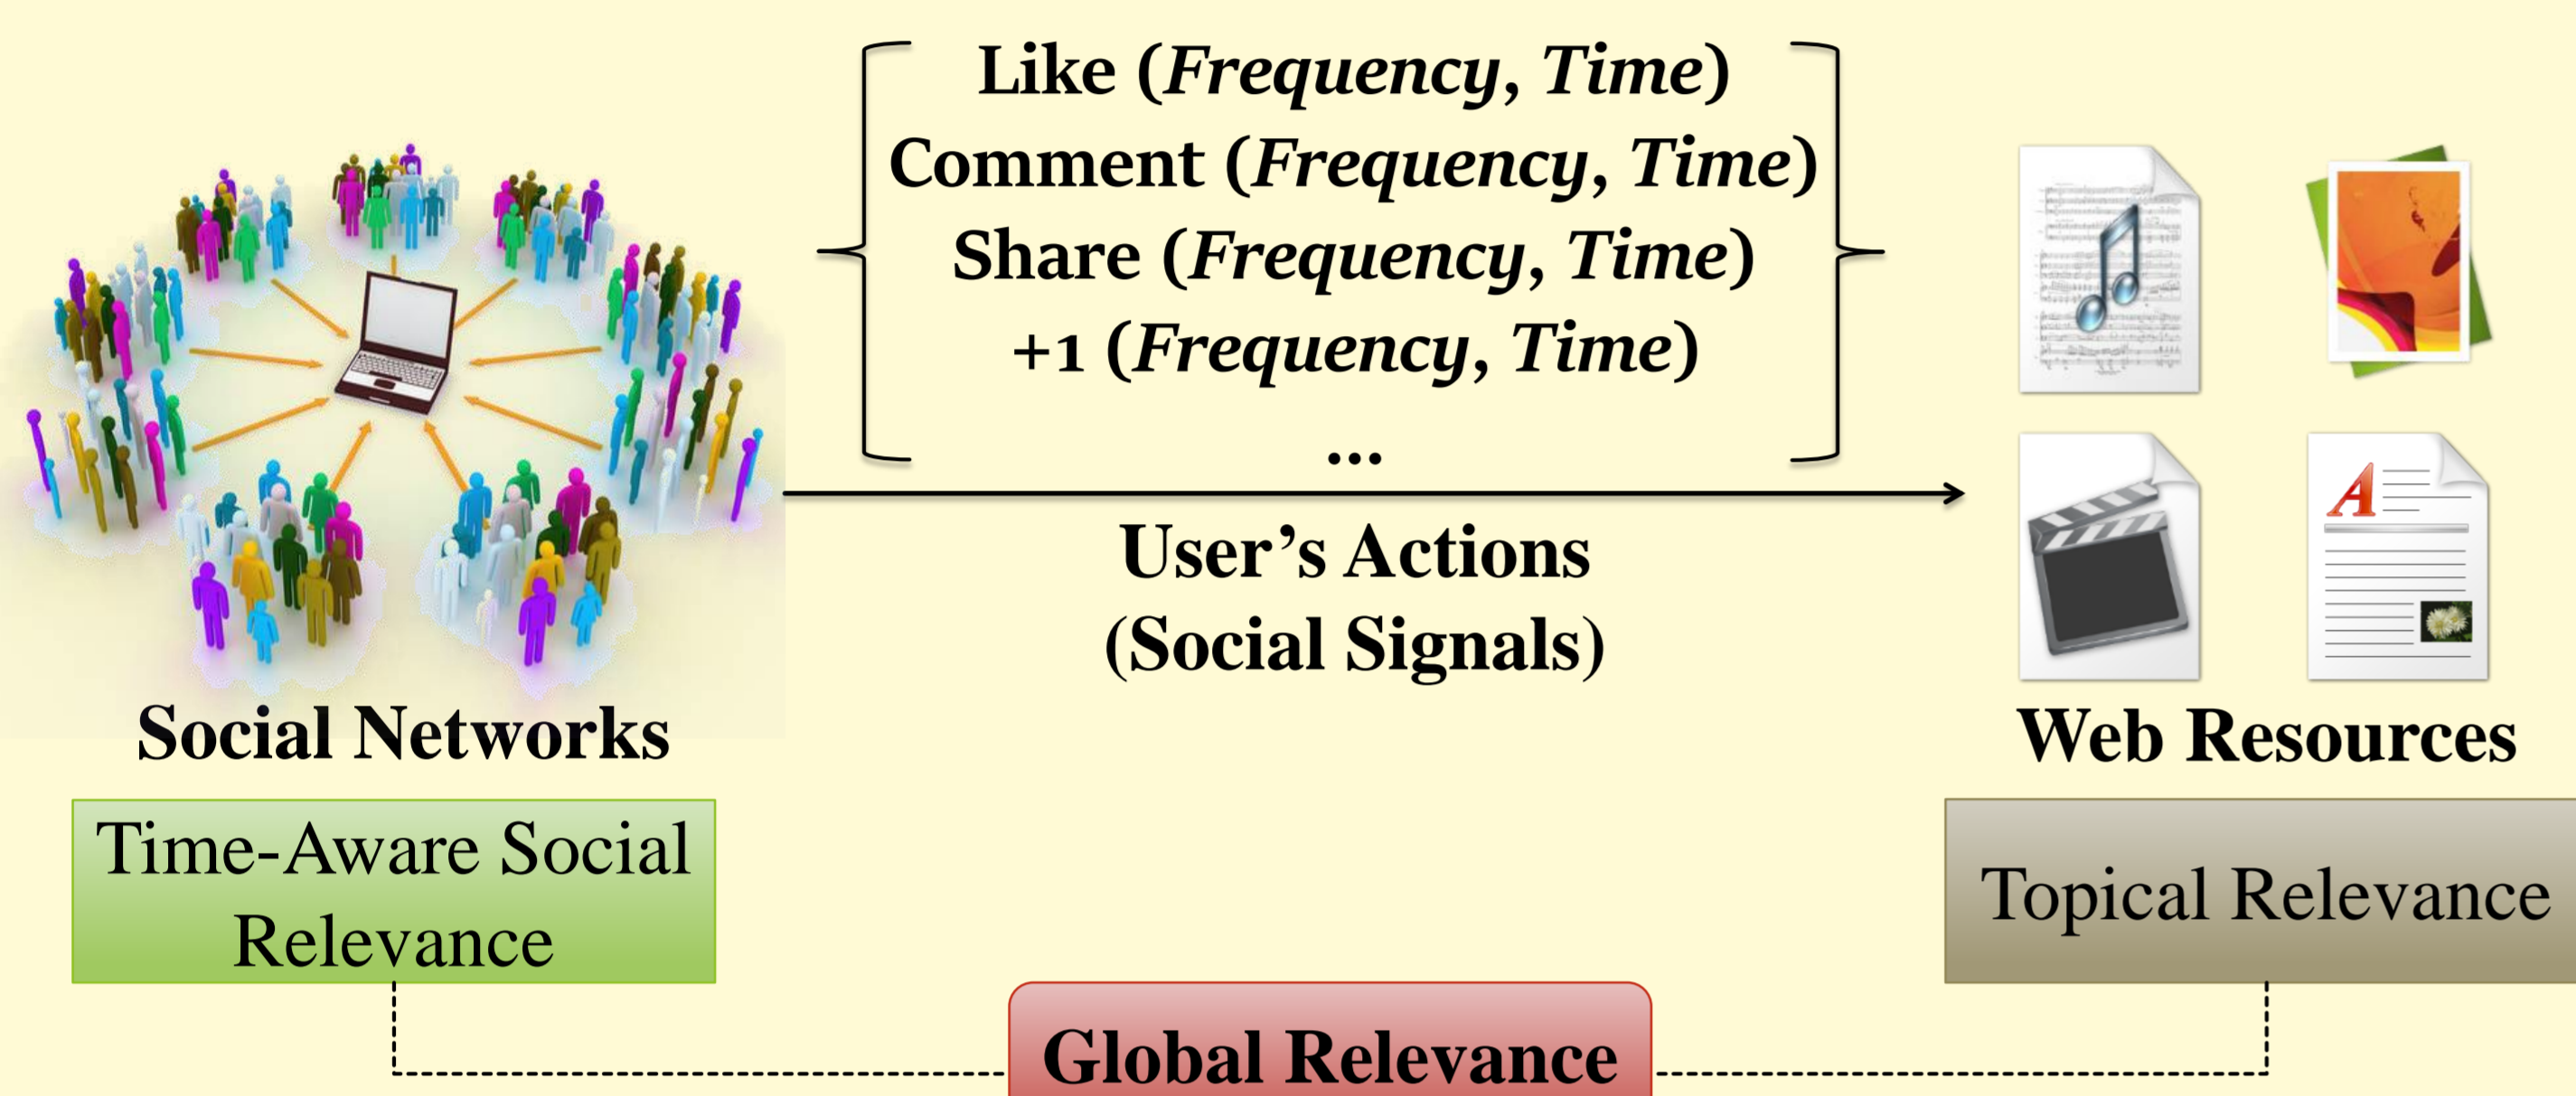 Like (Frequency, Time)
Comment (Frequency, Time)
Share (Frequency, Time)
+1 (Frequency, Time)
...
User’s Actions
(Social Signals)
Social Networks
Web Resources
Time-Aware Social
Relevance
Topical Relevance
Global Relevance